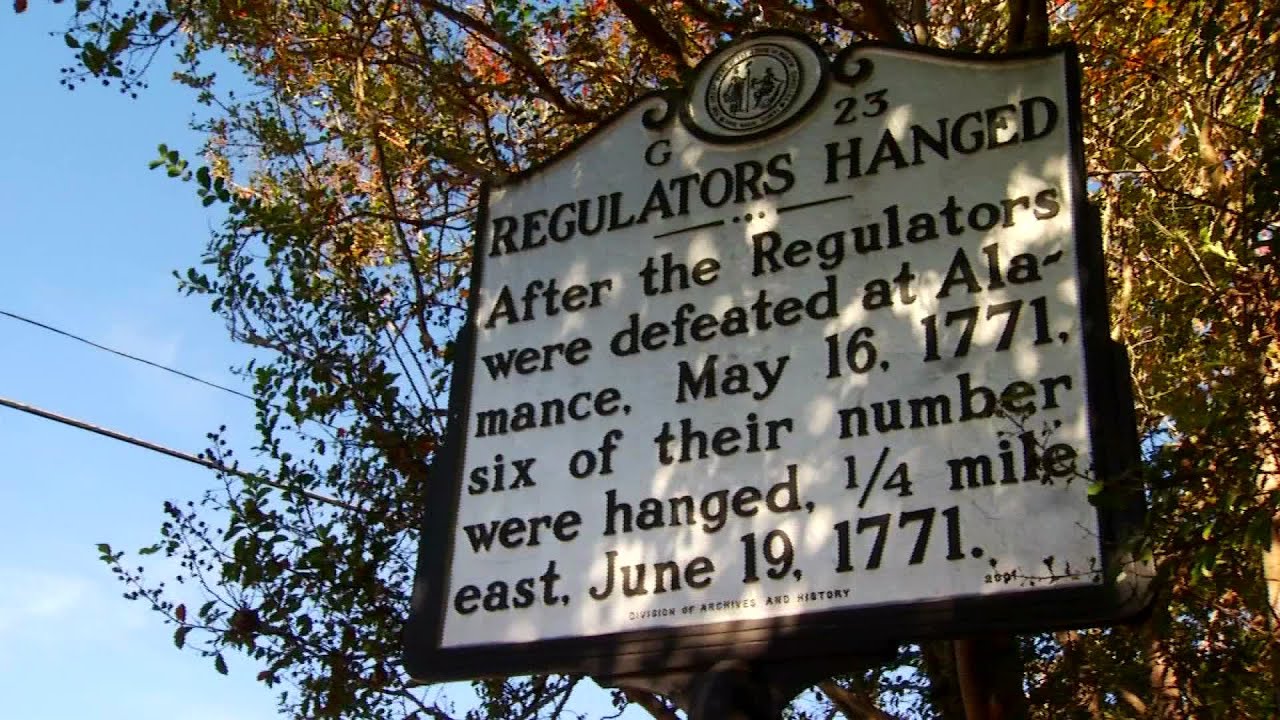 G 23
REGULATORS HANGED
After the Regulators
were defeated at Ala-
mance, May 16, 1771,
six of their number
were hanged, 1/4 mile
east, June 19, 1771.
DIVISION OF ARCHIVES AND HISTORY